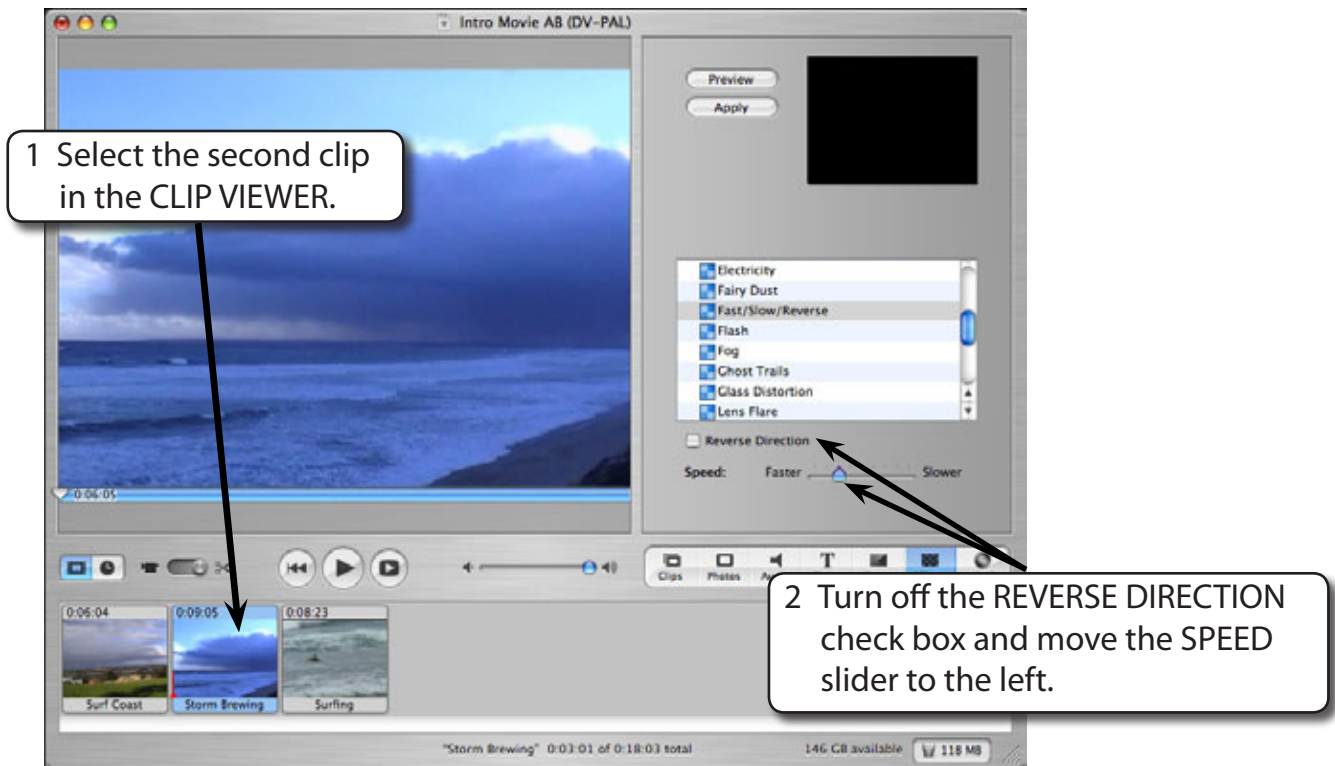 Intro Movie AB (DV-PAL)
Preview
Apply
1 Select the second clip
in the CLIP VIEWER.
Electricity
Fairy Dust
Fast/Slow/Reverse
Flash
Fog
Ghost Trails
Glass Distortion
Lens Flare
Reverse Direction
Speed: Faster Slower
0:06:05
Clips Photos
2 Turn off the REVERSE DIRECTION
check box and move the SPEED
slider to the left.
0:06:04 0:09:05 0:08:23
Surf Coast Storm Brewing Surfing
"Storm Brewing" 0:03:01 of 0:18:03 total 146 GB available 118 MB